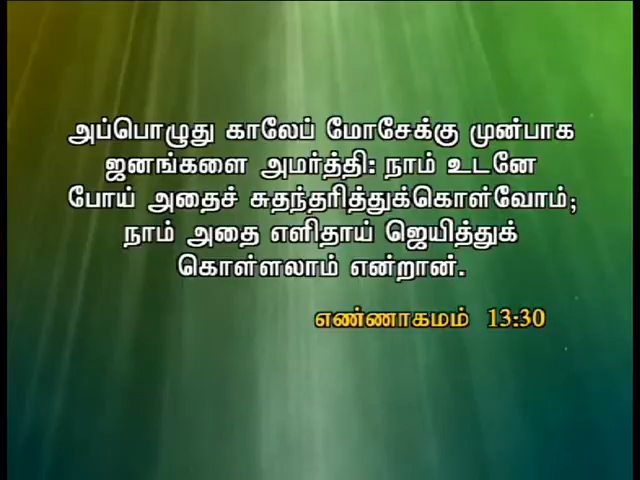 அப்பொழுது காலேப் மோசேக்கு முன்பாக
ஜனங்களை அமர்த்தி: நாம் உடனே
போய் அதைச் சுதந்தரித்துக்கொள்வோம்;
நாம் அதை எளிதாய் ஜெயித்துக்
கொள்ளலாம் என்றான்.
எண்ணாகமம் 13:30